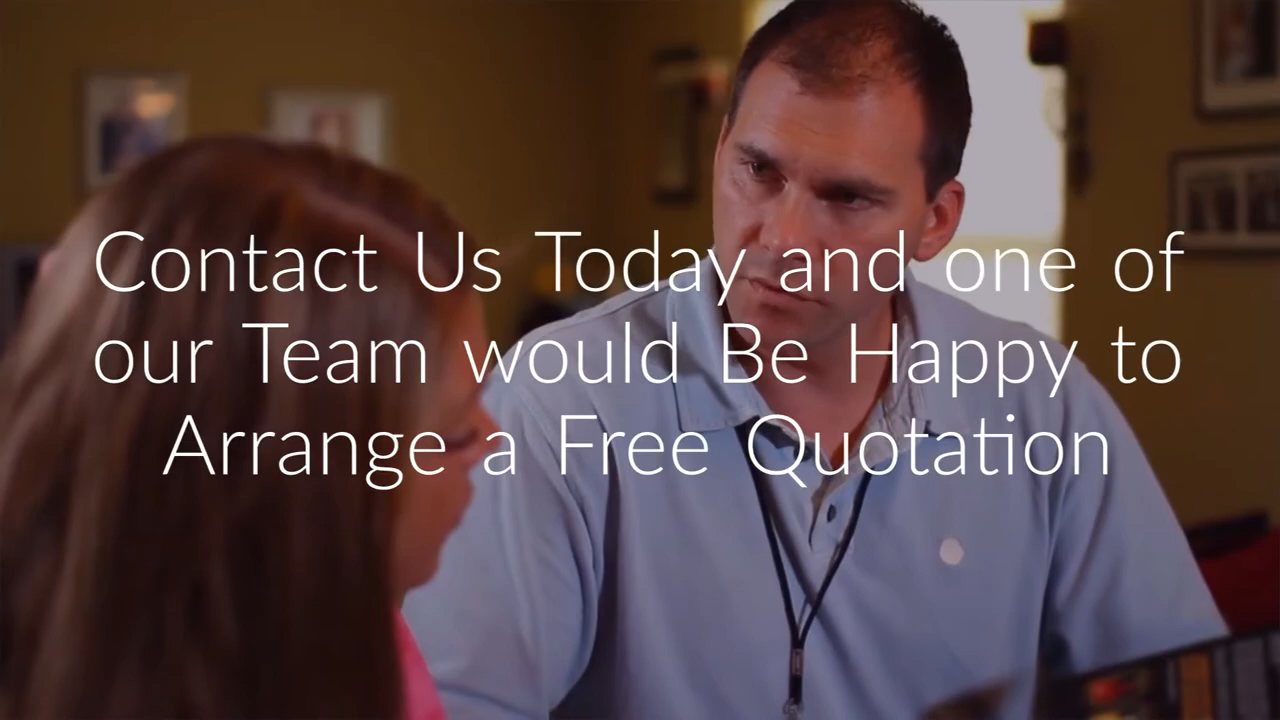 Contact Us Today and one of
our Team would Be Happy to
Arrange a Free Quotation